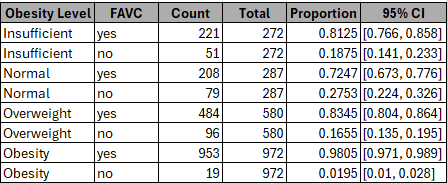 Obesity Level FAVC Count Total Proportion 95% CI
Insufficient yes 221 272 0.8125 [0.766, 0.858]
Insufficient no 51 272 0.1875 [0.141, 0.233]
Normal yes 208 287 0.7247 [0.673, 0.776]
Normal no 79 287 0.2753 [0.224, 0.326]
Overweight yes 484 580 0.8345 [0.804, 0.864]
Overweight no 96 580 0.1655 [0.135, 0.195]
Obesity yes 953 972 0.9805 [0.971, 0.989]
Obesity no 19 972 0.0195 [0.01, 0.028]